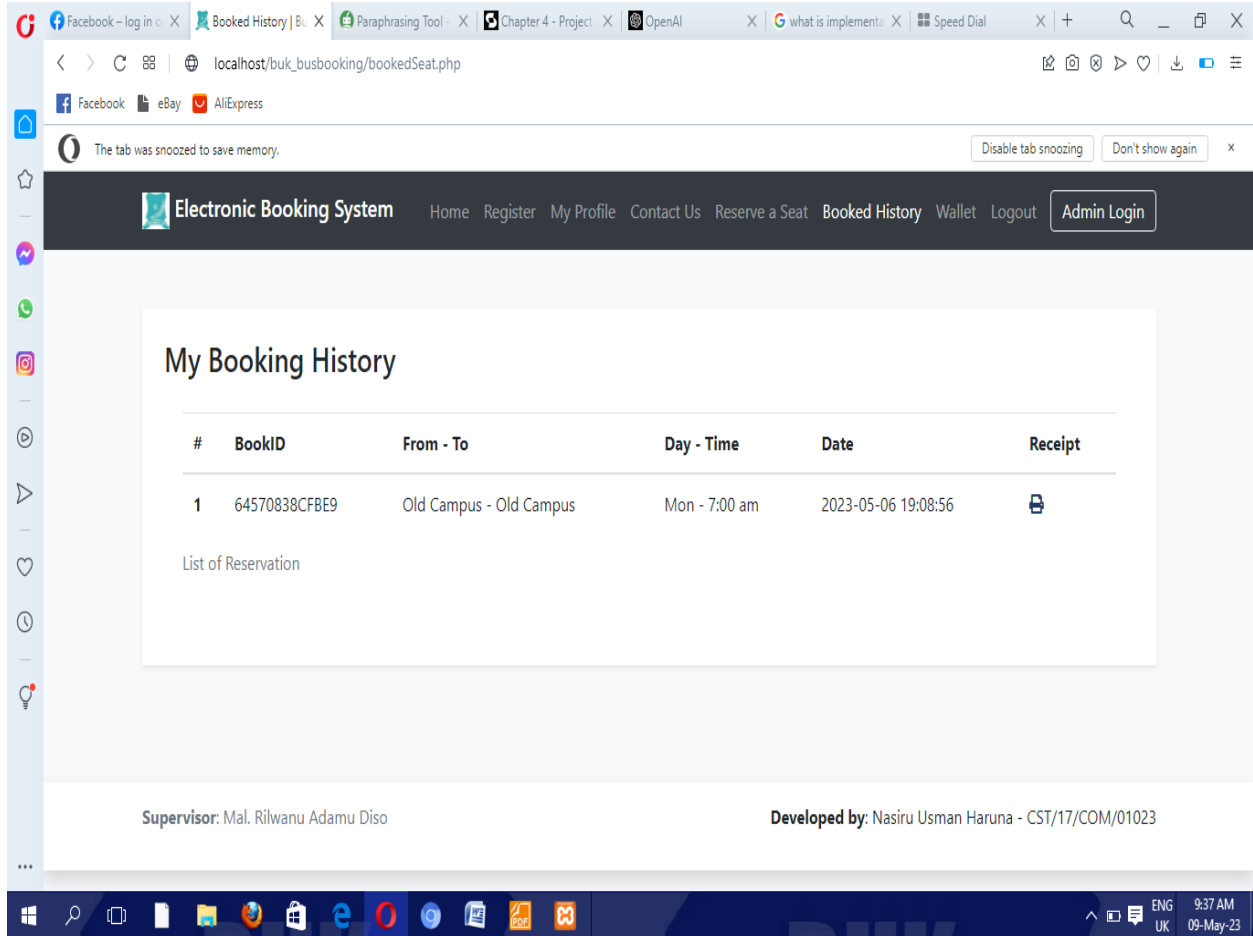 Facebook – log in o
Booked History | Bu
Paraphrasing Tool -
Chapter 4 - Project
OpenAI
what is implementa
Speed Dial
localhost/buk_busbooking/bookedSeat.php
Facebook eBay AliExpress
The tab was snoozed to save memory. Disable tab snoozing Don't show again x
Electronic Booking System Home Register My Profile Contact Us Reserve a Seat Booked History Wallet Logout Admin Login
My Booking History
# BookID From - To Day - Time Date Receipt
1 64570838CFBE9 Old Campus - Old Campus Mon - 7:00 am 2023-05-06 19:08:56
List of Reservation
Supervisor: Mal. Rilwanu Adamu Diso Developed by: Nasiru Usman Haruna - CST/17/COM/01023
ENG 9:37 AM
UK 09-May-23